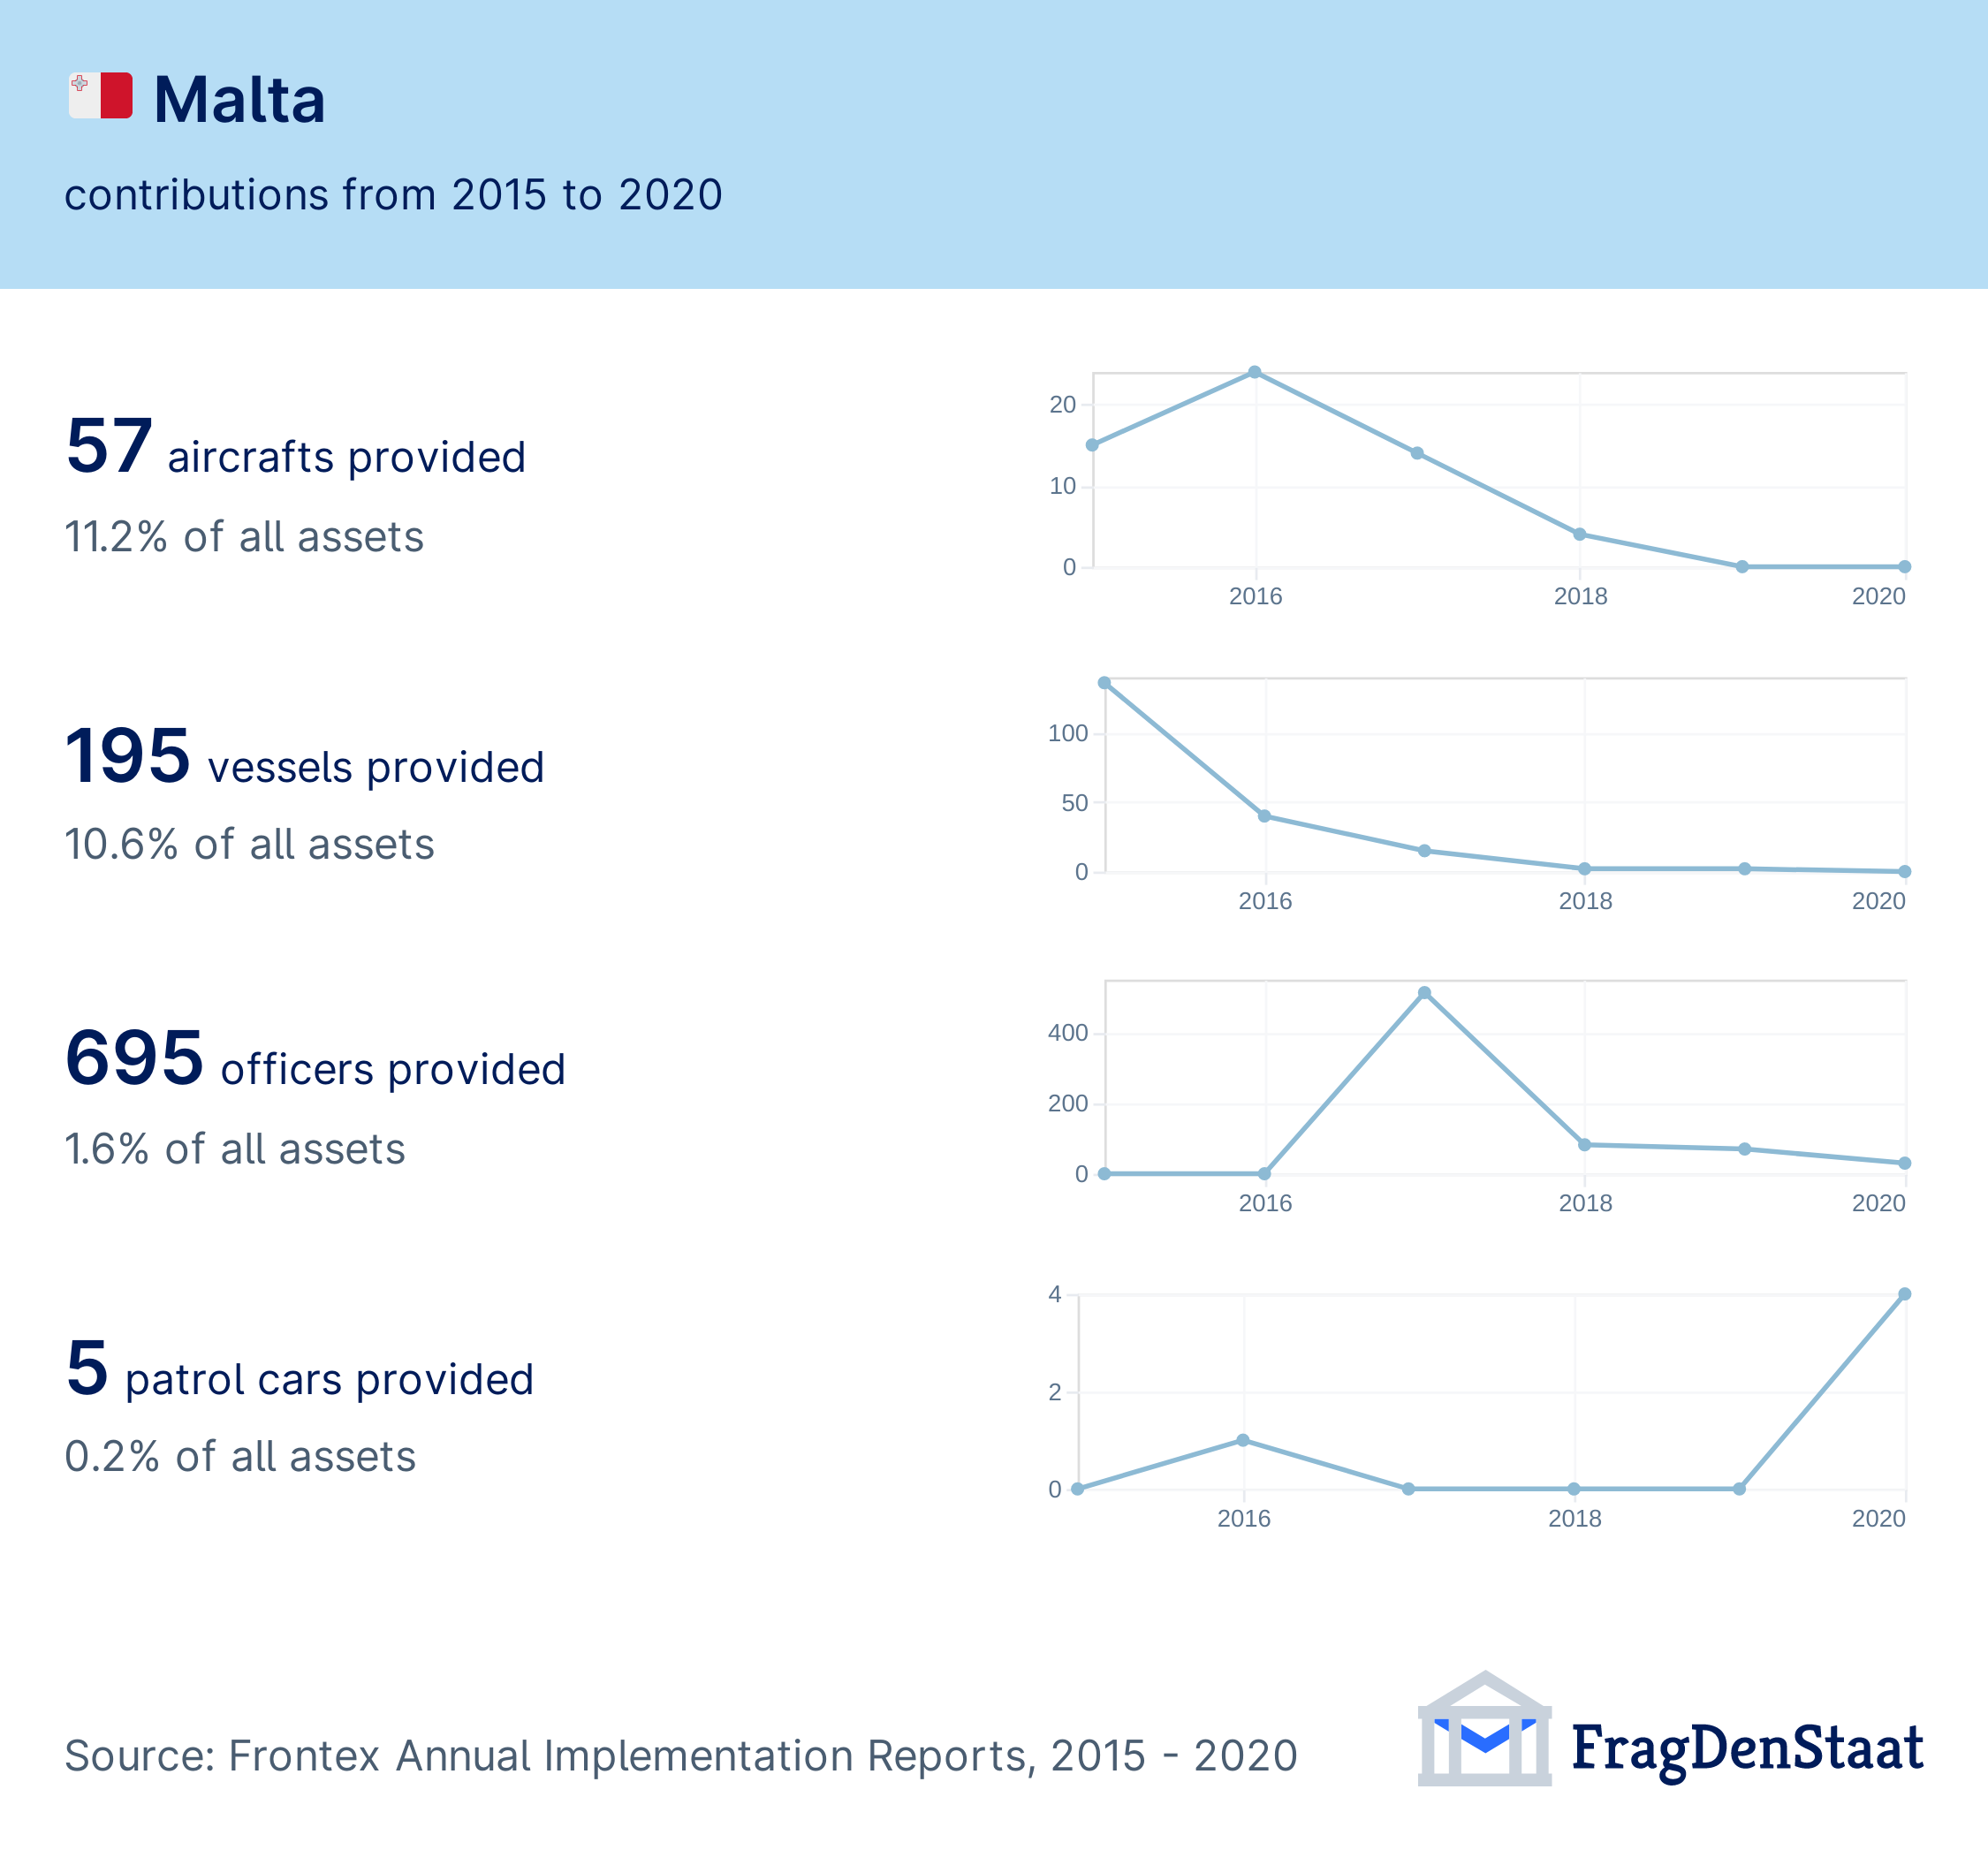 Malta
contributions from 2015 to 2020
57 aircrafts provided
11.2% of all assets
20
10
0
2016 2018 2020
195 vessels provided
10.6% of all assets
100
50
0
2016 2018 2020
695 officers provided
1.6% of all assets
400
200
0
2016 2018 2020
5 patrol cars provided
0.2% of all assets
4
2
0
2016 2018 2020
Source: Frontex Annual Implementation Reports, 2015 - 2020
FragDenStaat